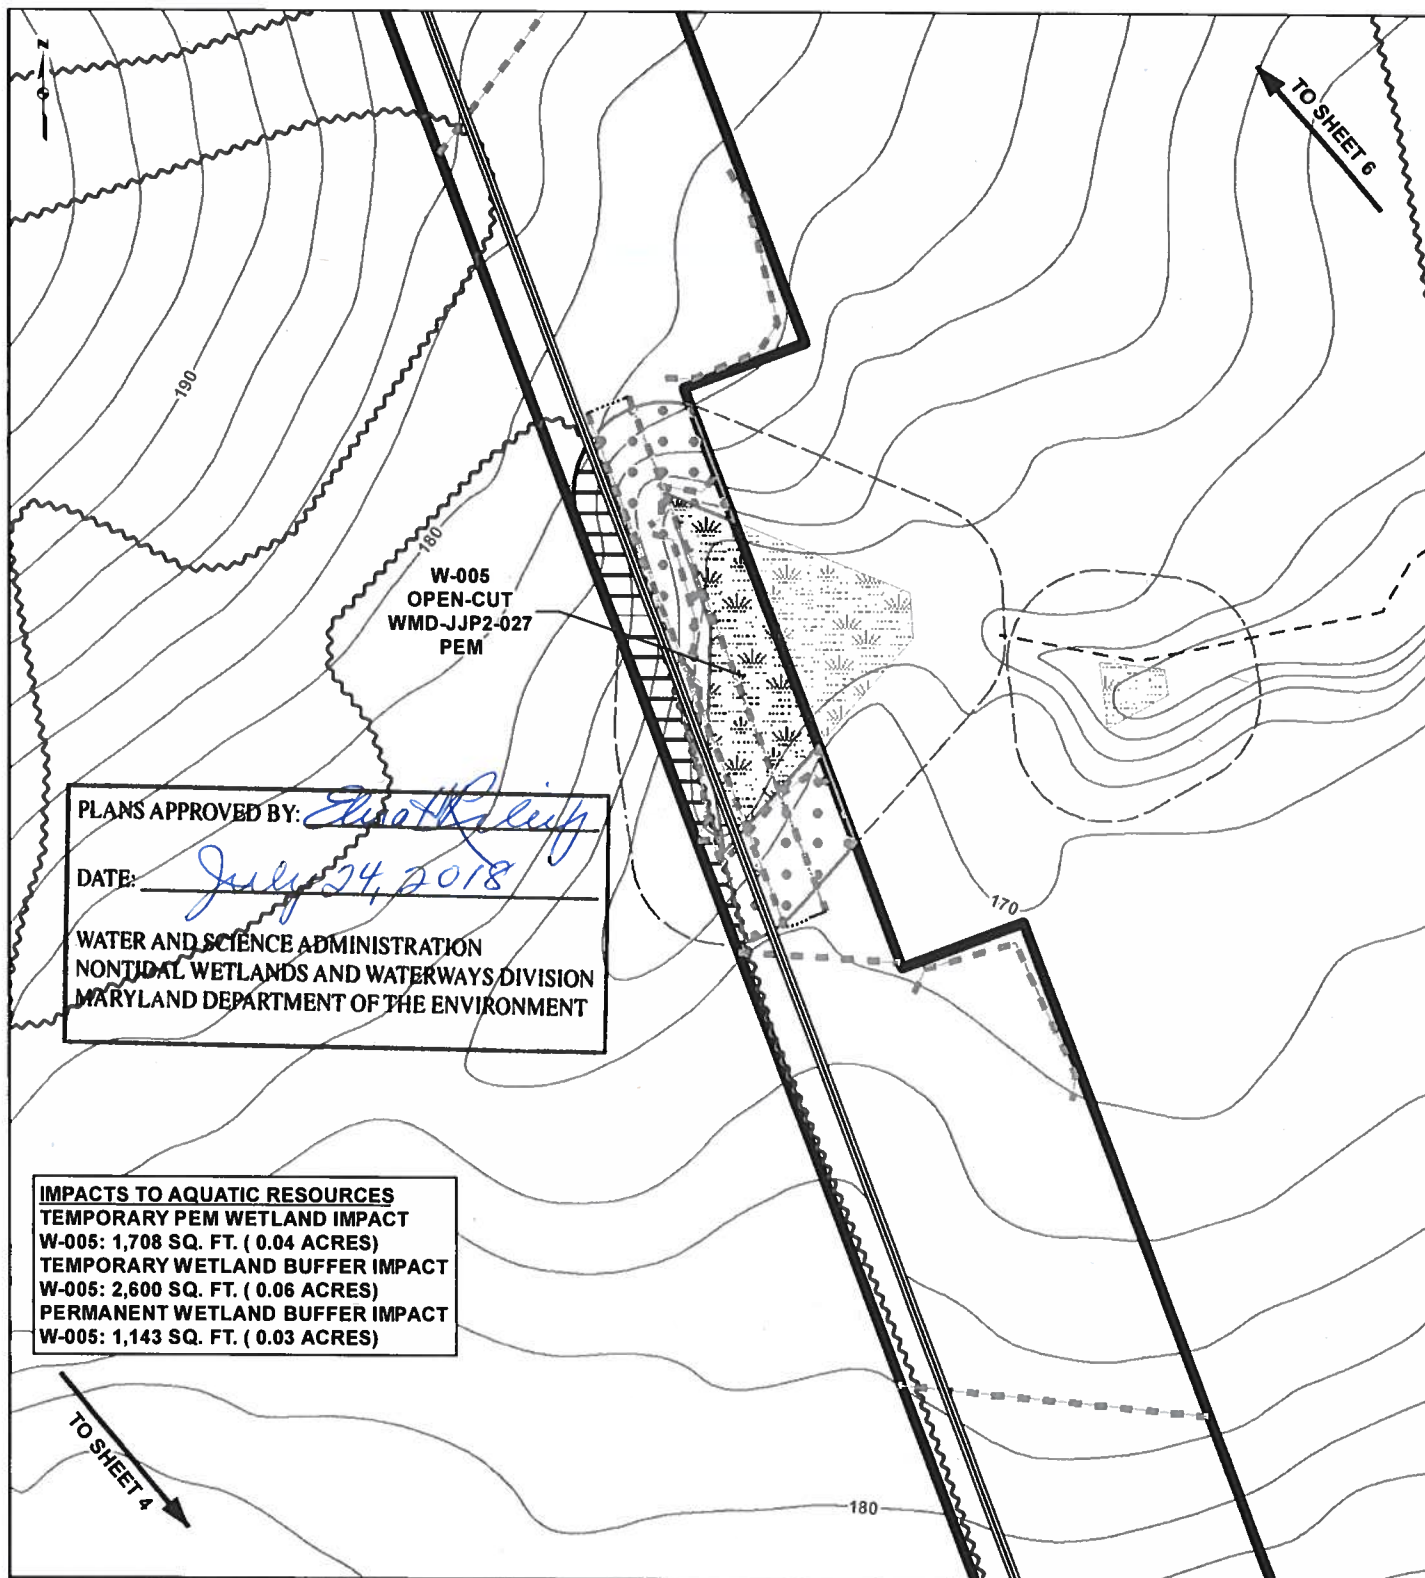 N
TO SHEET 6
190
180
W-005
OPEN-CUT
WMD-JJP2-027
PEM
PLANS APPROVED BY:
DATE: July 24, 2018
WATER AND SCIENCE ADMINISTRATION
NONTIDAL WETLANDS AND WATERWAYS DIVISION
MARYLAND DEPARTMENT OF THE ENVIRONMENT
170
IMPACTS TO AQUATIC RESOURCES
TEMPORARY PEM WETLAND IMPACT
W-005: 1,708 SQ. FT. ( 0.04 ACRES)
TEMPORARY WETLAND BUFFER IMPACT
W-005: 2,600 SQ. FT. ( 0.06 ACRES)
PERMANENT WETLAND BUFFER IMPACT
W-005: 1,143 SQ. FT. ( 0.03 ACRES)
TO SHEET 4
180